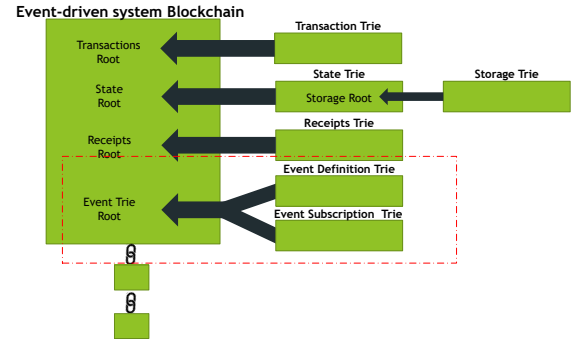 Event-driven system Blockchain
Transaction Trie
Transactions
Root
State Trie
Storage Trie
State
Root
Storage Root
Receipts Trie
Receipts
Root
Event Definition Trie
Event Trie
Root
Event Subscription Trie